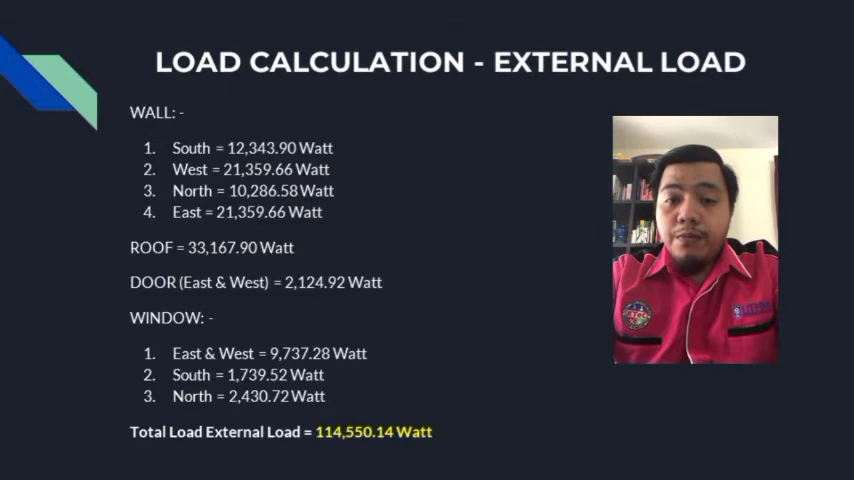 LOAD CALCULATION - EXTERNAL LOAD
WALL: -
1. South = 12,343.90 Watt
2. West = 21,359.66 Watt
3. North = 10,286.58 Watt
4. East = 21,359.66 Watt
ROOF = 33,167.90 Watt
DOOR (East & West) = 2,124.92 Watt
WINDOW: -
1. East & West = 9,737.28 Watt
2. South = 1,739.52 Watt
3. North = 2,430.72 Watt
Total Load External Load = 114,550.14 Watt